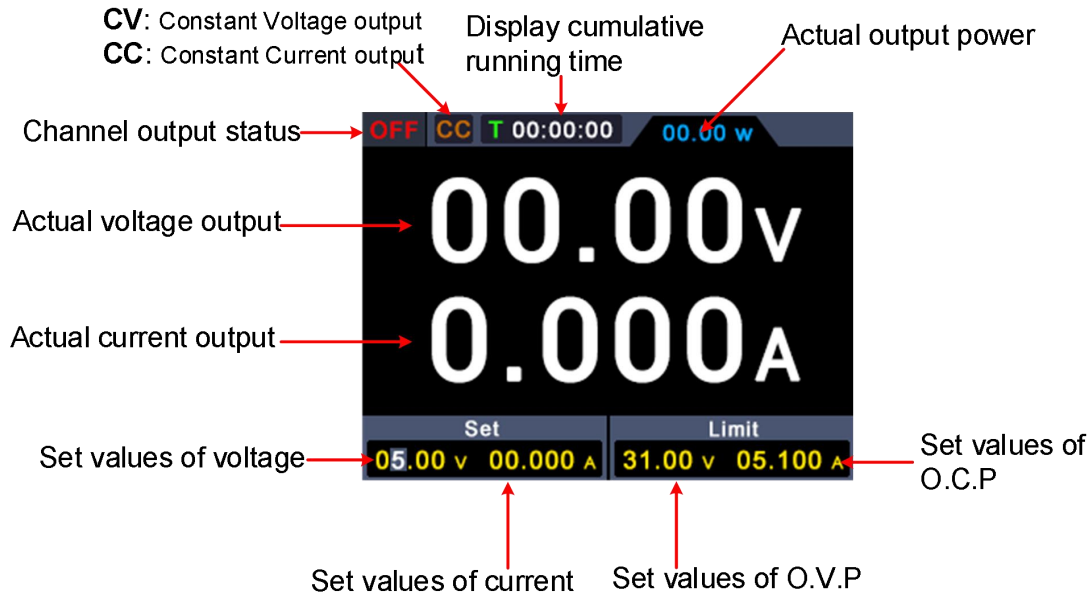 CV: Constant Voltage output
CC: Constant Current output
Display cumulative
running time
Actual output power
Channel output status
OFF CC T 00:00:00 00.00 W
Actual voltage output
00.00V
Actual current output
0.000A
Set
Limit
Set values of voltage
05.00 V 00.000 A
31.00 V 05.100 A
Set values of
O.C.P
Set values of current
Set values of O.V.P